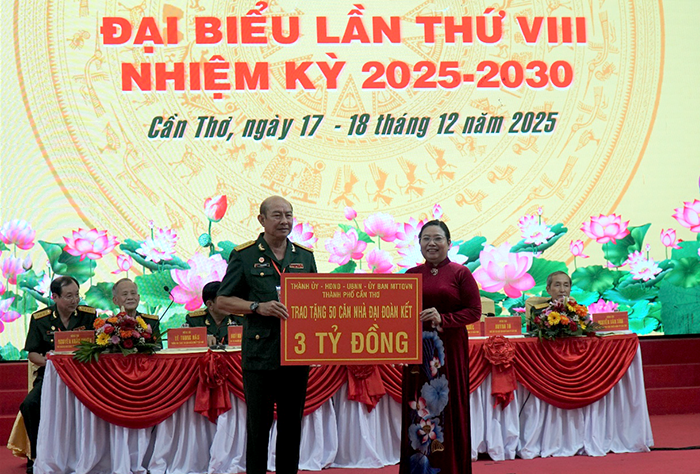 ĐẠI BIỂU LẦN THỨ VIII
NHIỆM KỲ 2025-2030
Cần Thơ, ngày 17 - 18 tháng 12 năm 2025
THÀNH ỦY - HĐND - UBND - ỦY BAN MTTQVN
THÀNH PHỐ CẦN THƠ
TRAO TẶNG 50 CĂN NHÀ ĐẠI ĐOÀN KẾT
3 TỶ ĐỒNG